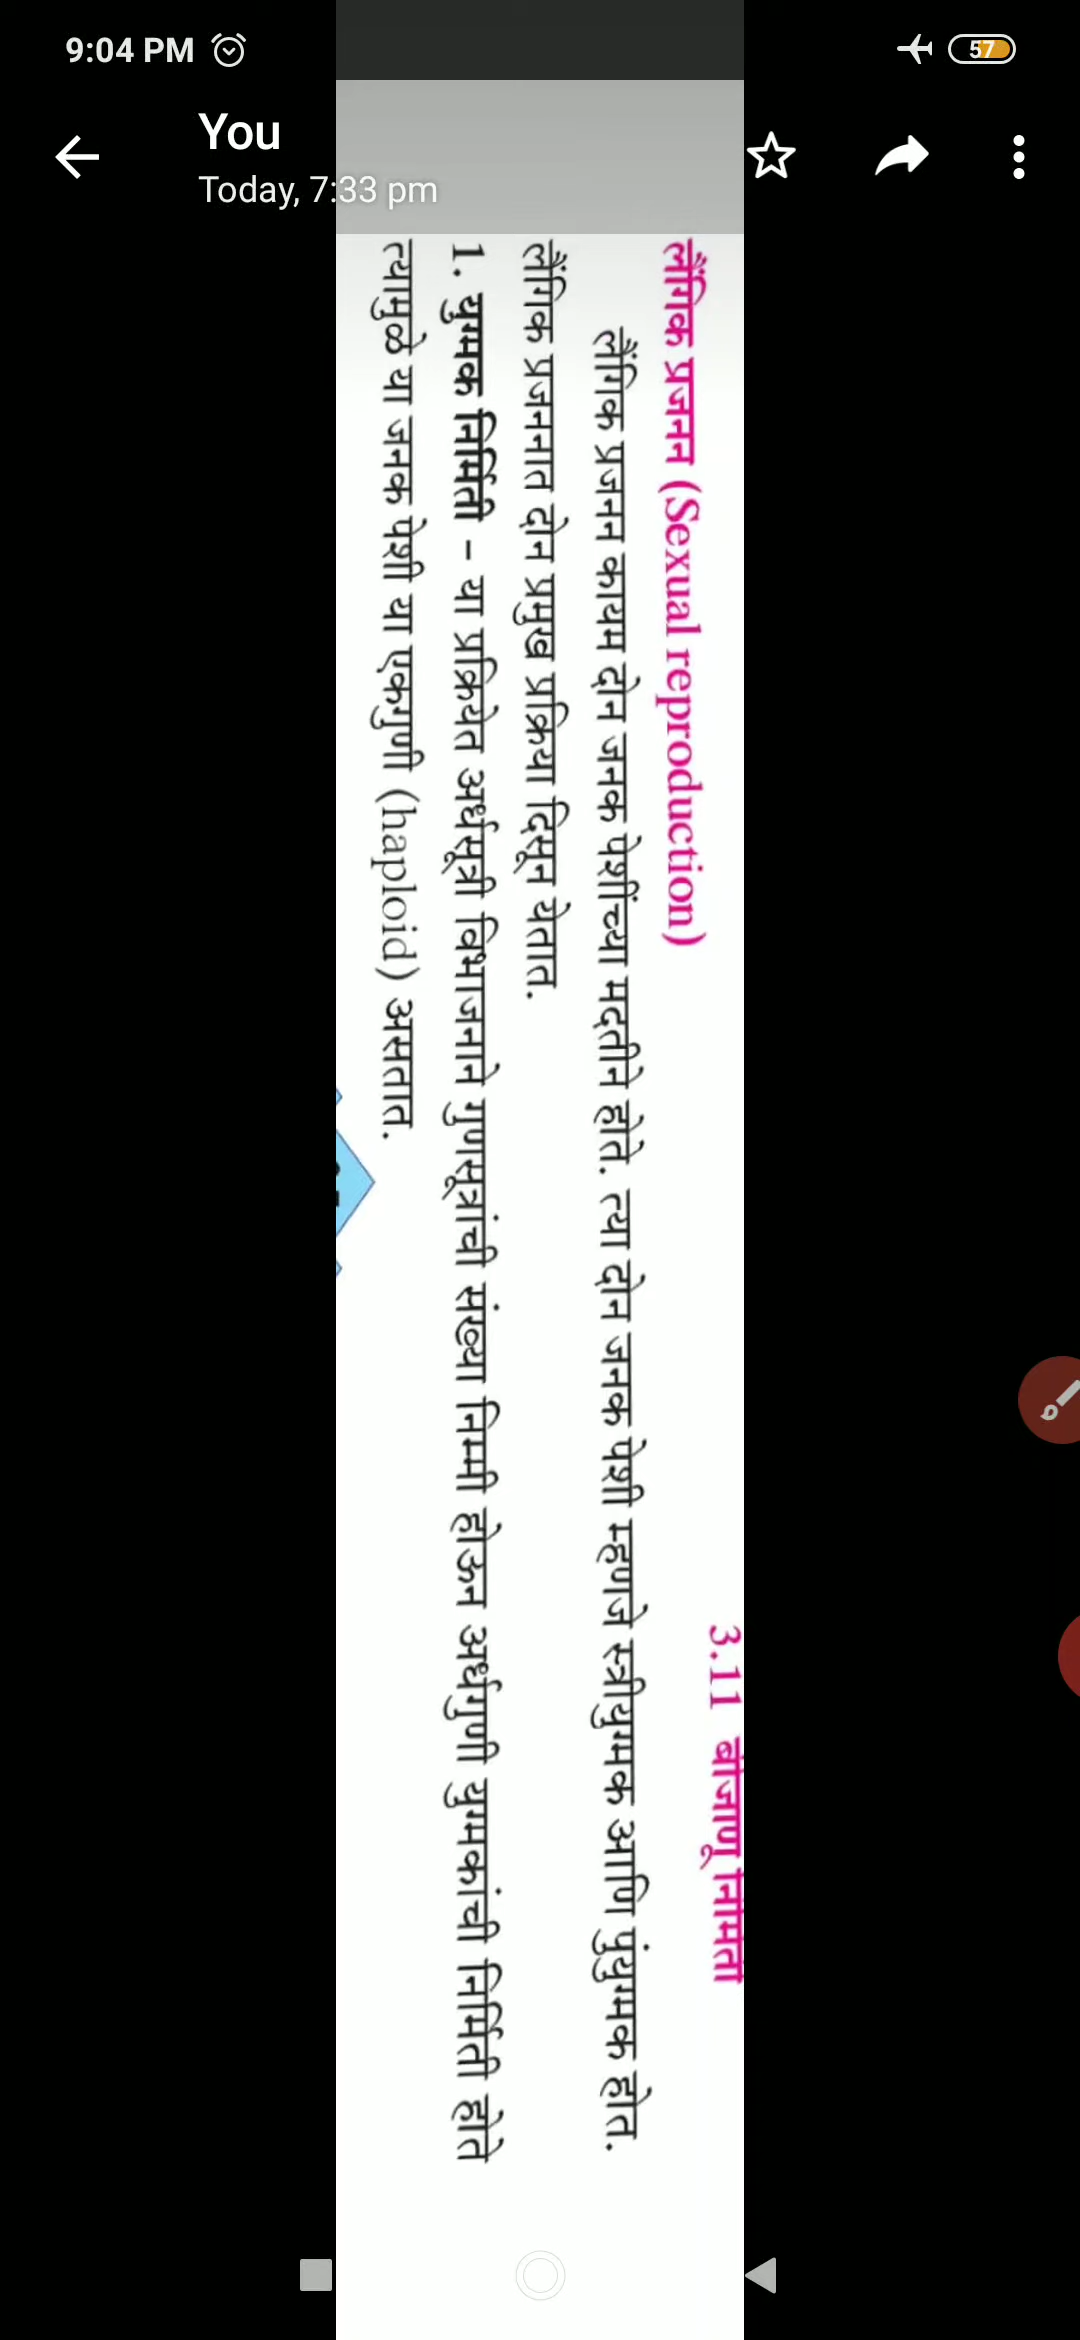 9:04 PM
57
You
Today, 7:33 pm
3.11 बीजाणू निर्मिती
लैंगिक प्रजनन (Sexual reproduction)
लैंगिक प्रजनन कायम दोन जनक पेशींच्या मदतीने होते. त्या दोन जनक पेशी म्हणजे स्त्रीयुग्मक आणि पुंयुग्मक होत.
लैंगिक प्रजननात दोन प्रमुख प्रक्रिया दिसून येतात.
1. युग्मक निर्मिती - या प्रक्रियेत अर्धसूत्री विभाजनाने गुणसूत्रांची संख्या निम्मी होऊन अर्धगुणी युग्मकांची निर्मिती होते
त्यामुळे या जनक पेशी या एकगुणी (haploid) असतात.